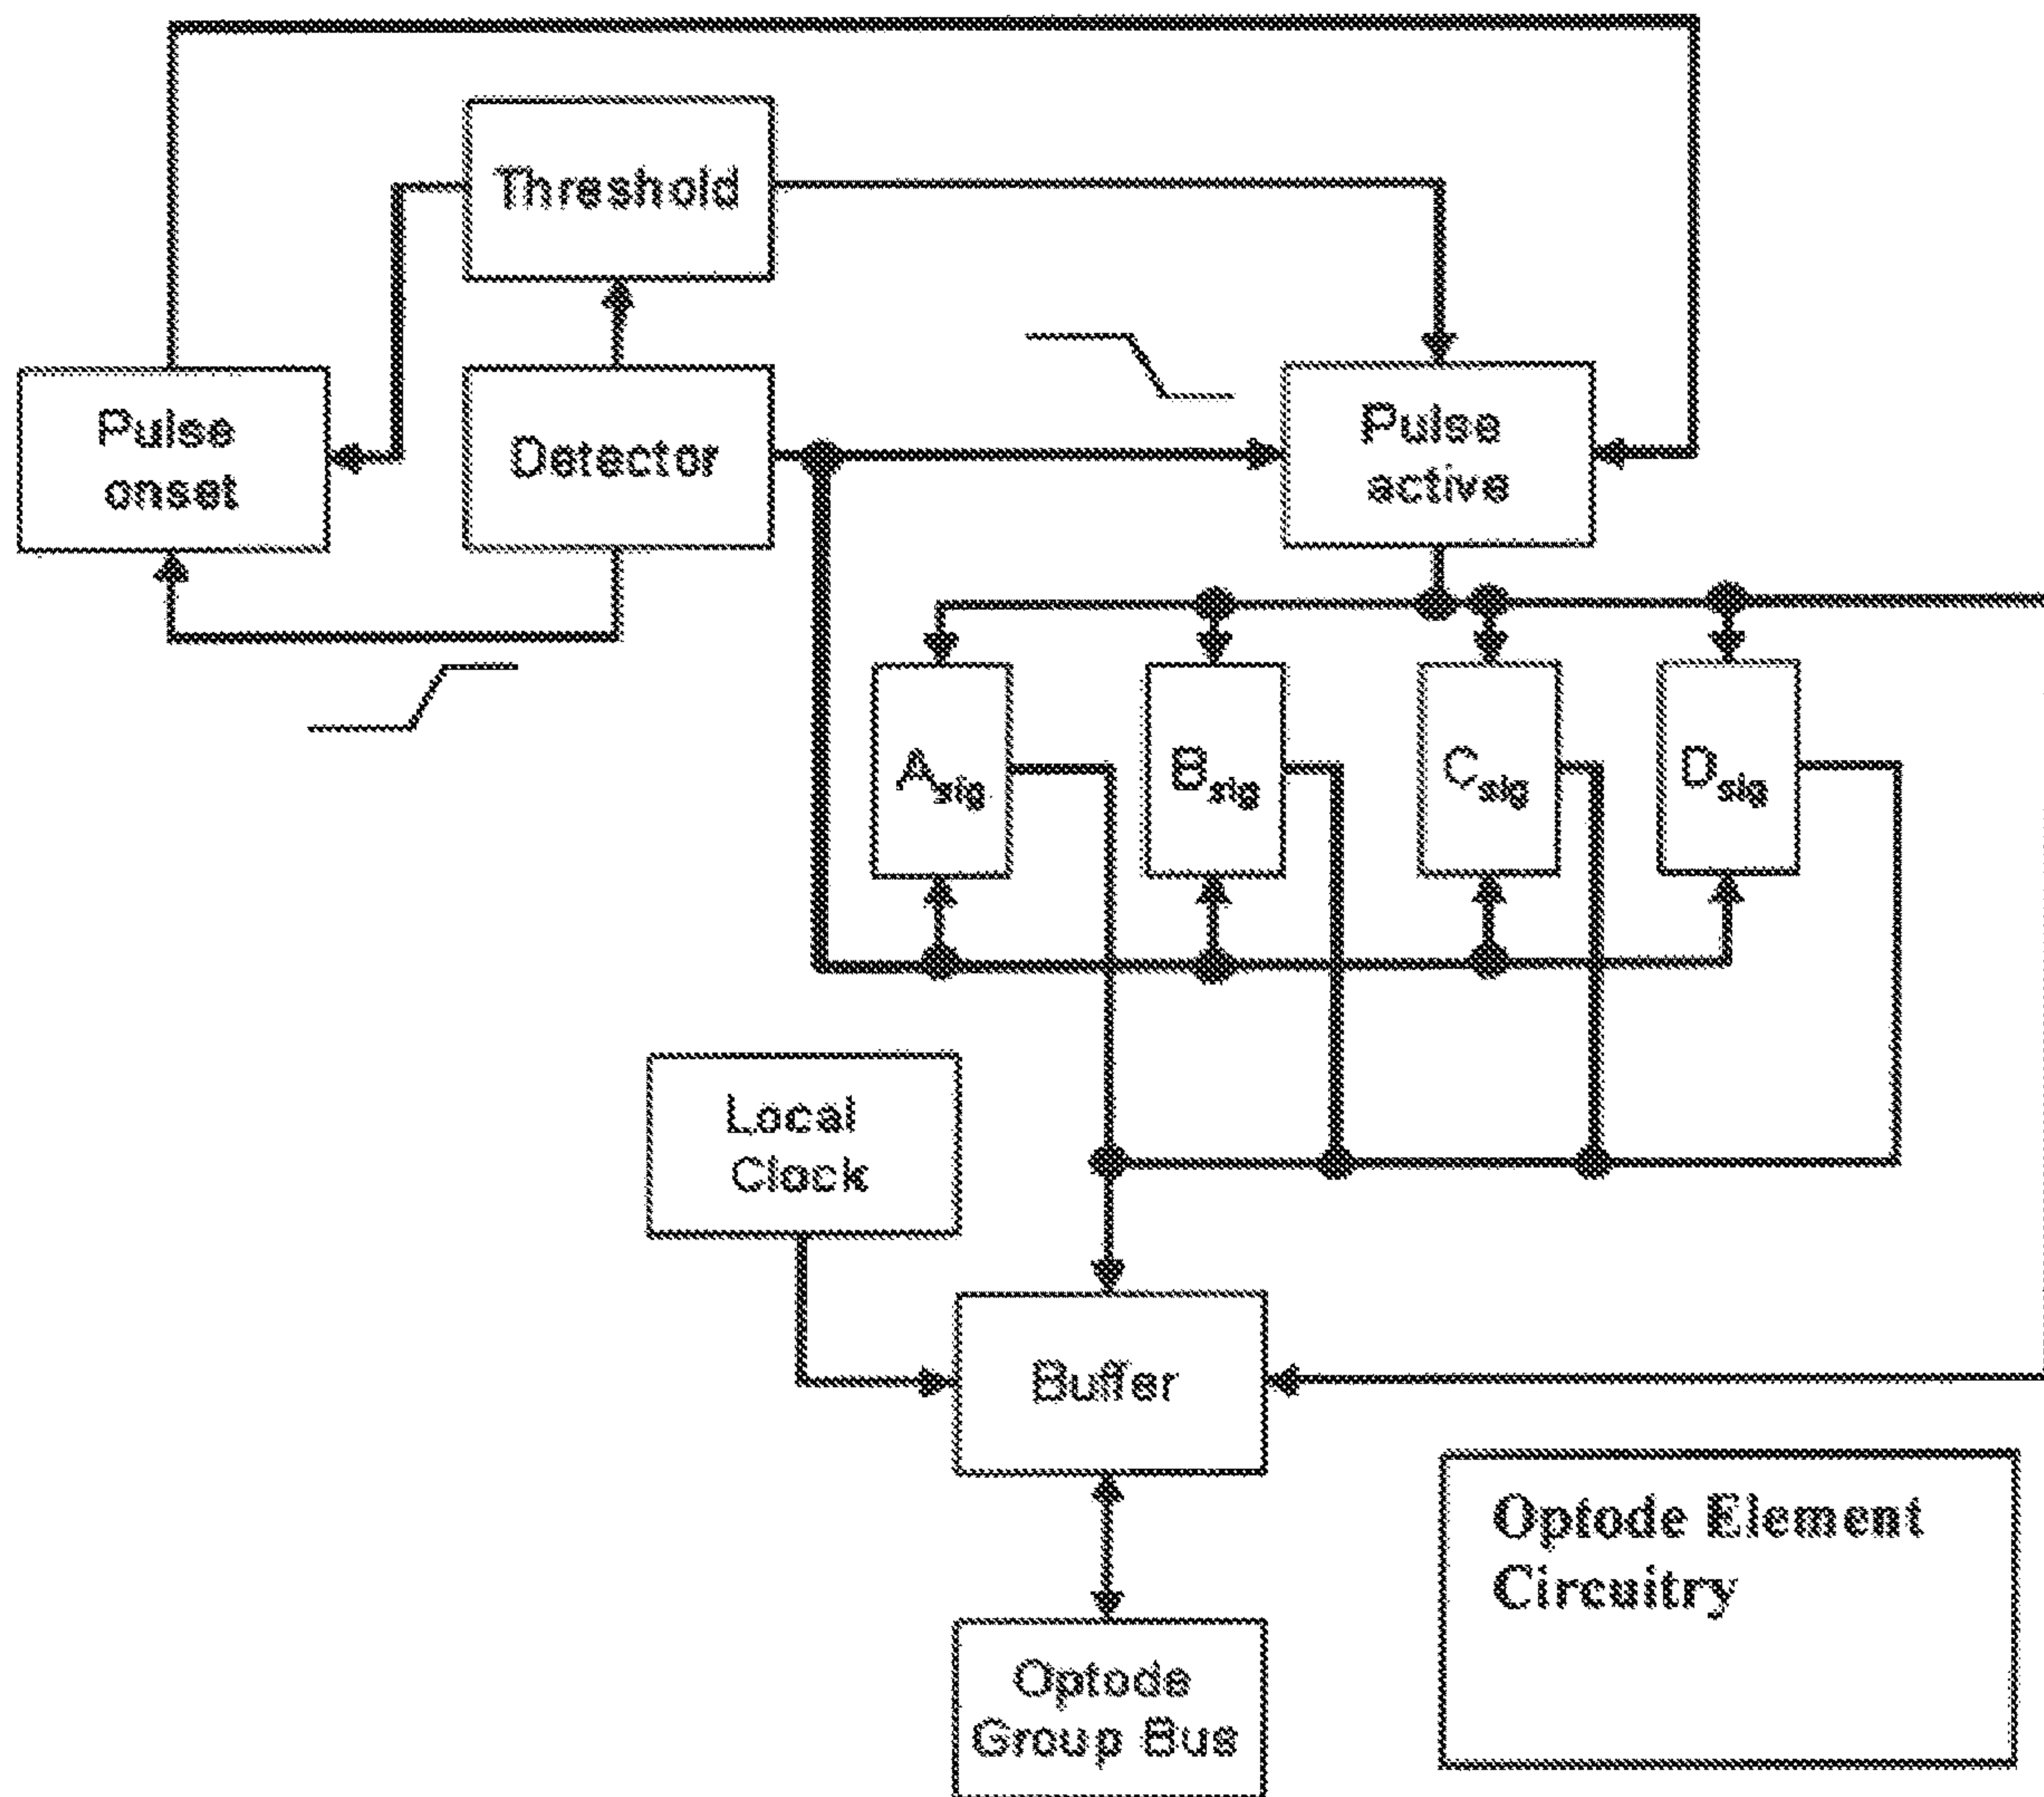 Threshold
Pulse
onset
Detector
Pulse
active
Asig
Bsig
Csig
Dsig
Local
Clock
Buffer
Optode Element
Circuitry
Optode
Group Bus